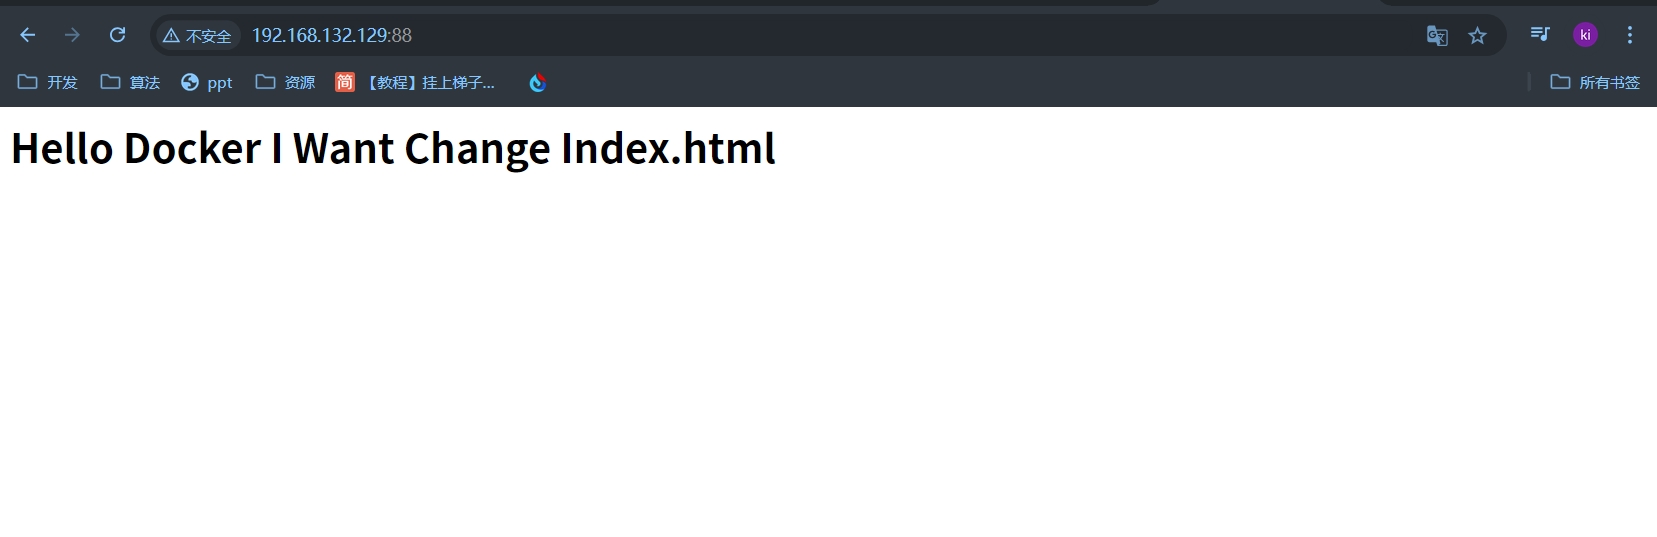 不安全 192.168.132.129:88 ki
开发 算法 ppt 资源 简 【教程】挂上梯子... 所有书签
Hello Docker I Want Change Index.html